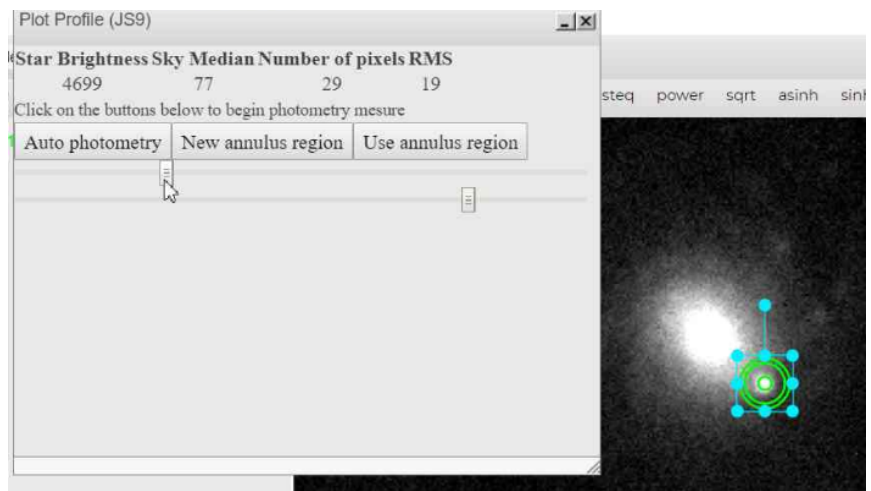 Plot Profile (JS9)
Star Brightness Sky Median Number of pixels RMS
4699 77 29 19
Click on the buttons below to begin photometry mesure
Auto photometry New annulus region Use annulus region
steq power sqrt asinh sinh